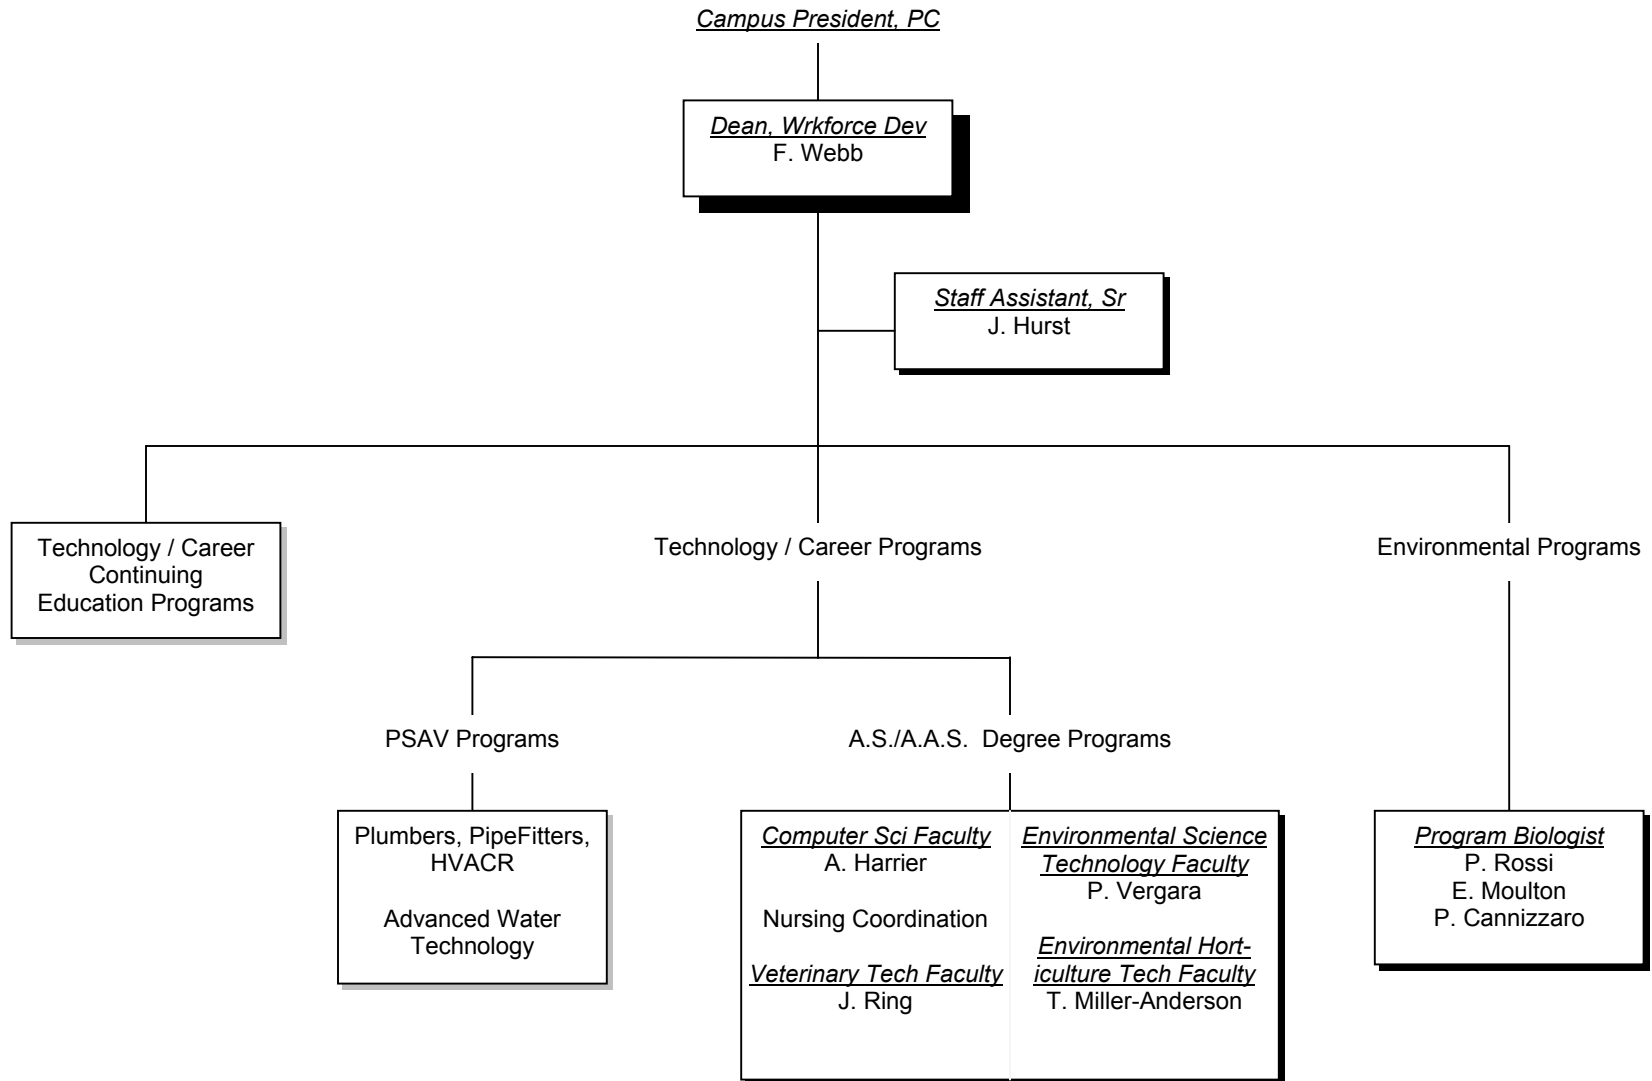 Campus President, PC
Dean, Wrkforce Dev
F. Webb
Staff Assistant, Sr
J. Hurst
Technology / Career
Continuing
Education Programs
Technology / Career Programs
Environmental Programs
PSAV Programs
A.S./A.A.S. Degree Programs
Plumbers, PipeFitters,
HVACR
Advanced Water
Technology
Computer Sci Faculty
A. Harrier
Nursing Coordination
Veterinary Tech Faculty
J. Ring
Environmental Science
Technology Faculty
P. Vergara
Environmental Hort-
iculture Tech Faculty
T. Miller-Anderson
Program Biologist
P. Rossi
E. Moulton
P. Cannizzaro